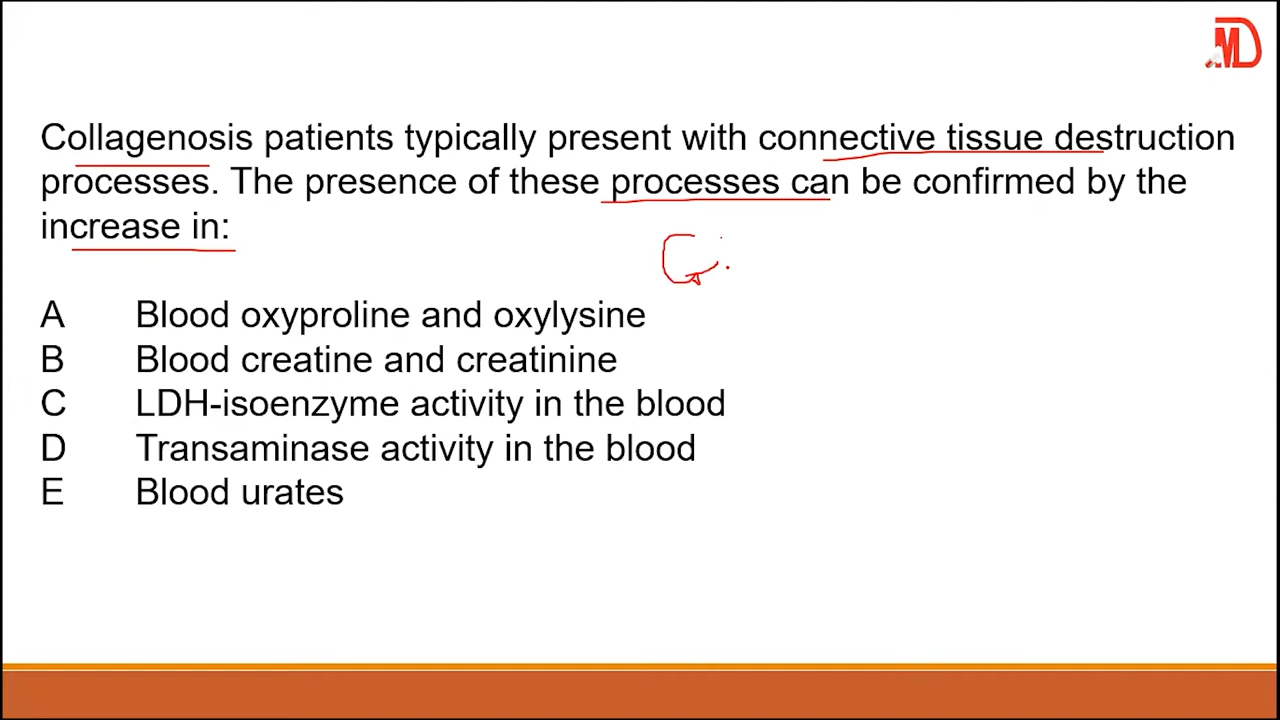 MD
Collagenosis patients typically present with connective tissue destruction
processes. The presence of these processes can be confirmed by the
increase in:
A Blood oxyproline and oxylysine
B Blood creatine and creatinine
C LDH-isoenzyme activity in the blood
D Transaminase activity in the blood
E Blood urates